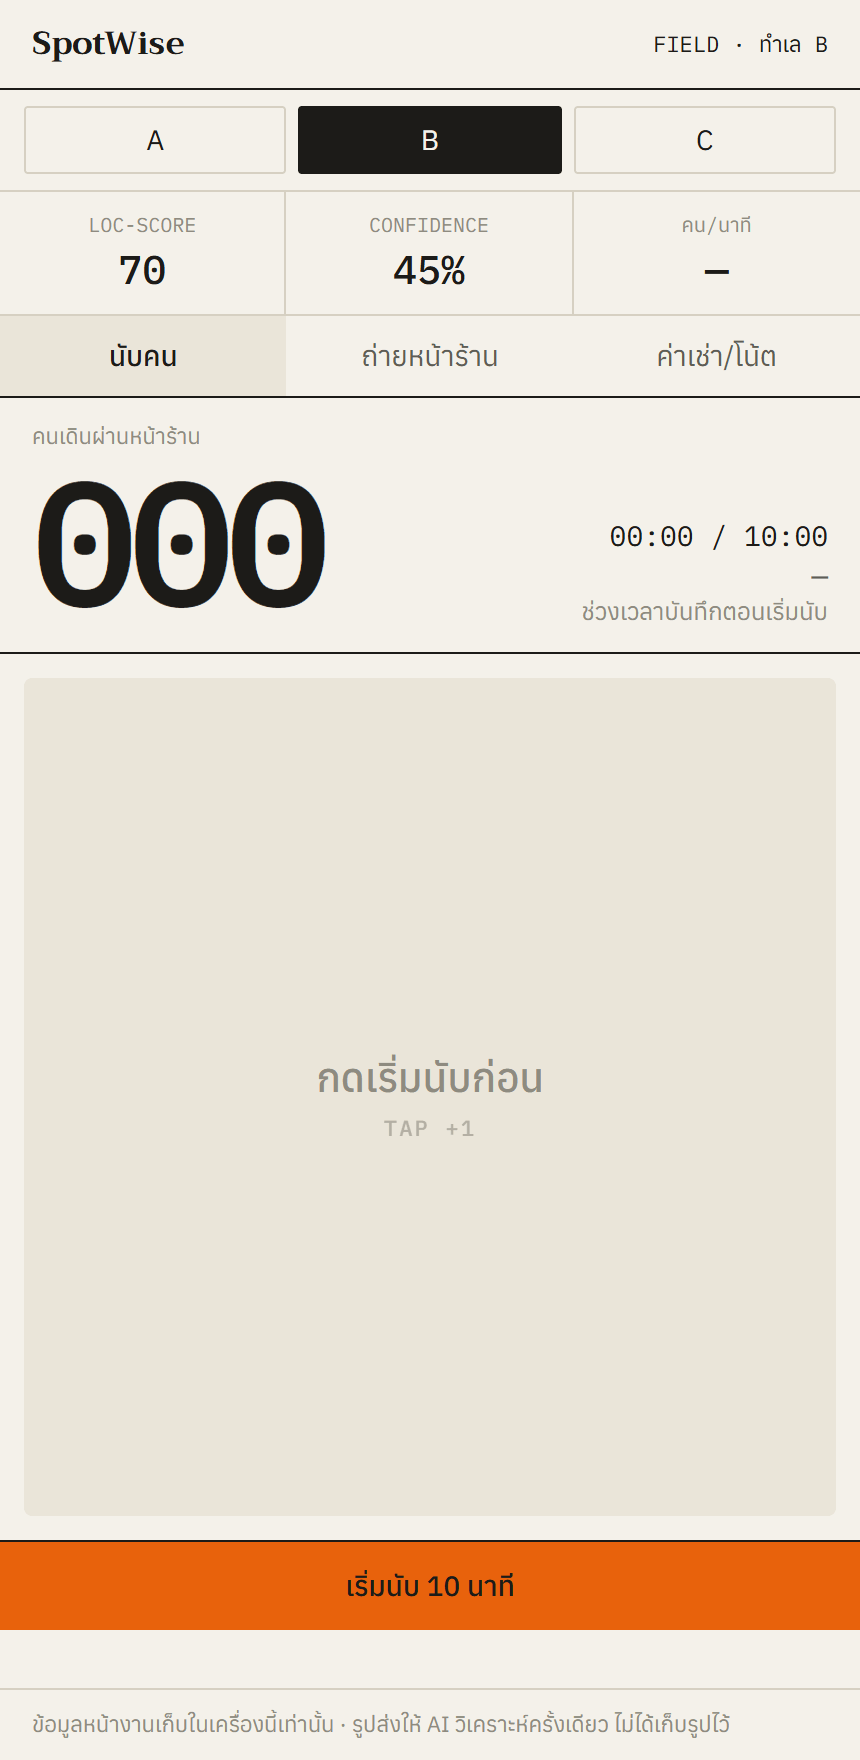 SpotWise
FIELD · ทำเล B
A
B
C
LOC-SCORE
CONFIDENCE
คน/นาที
70
45%
—
นับคน
ถ่ายหน้าร้าน
ค่าเช่า/โน้ต
คนเดินผ่านหน้าร้าน
000
00:00 / 10:00
—
ช่วงเวลาบันทึกตอนเริ่มนับ
กดเริ่มนับก่อน
TAP +1
เริ่มนับ 10 นาที
ข้อมูลหน้างานเก็บในเครื่องนี้เท่านั้น · รูปส่งให้ AI วิเคราะห์ครั้งเดียว ไม่ได้เก็บรูปไว้